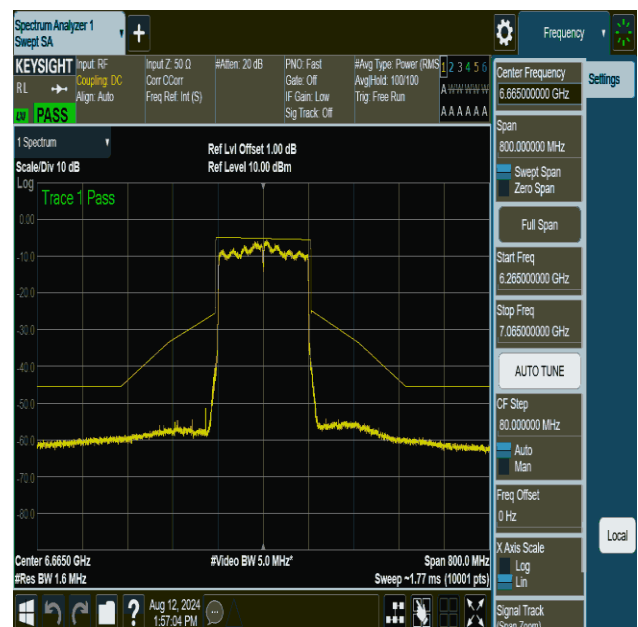 Spectrum Analyzer 1
Swept SA
+
Frequency
KEYSIGHT
RL
PASS
Input: RF
Coupling: DC
Align: Auto
Input Z: 50 Ω
Corr CCorr
Freq Ref: Int (S)
#Atten: 20 dB
PNO: Fast
Gate: Off
IF Gain: Low
Sig Track: Off
#Avg Type: Power (RMS
Avg|Hold: 100/100
Trig: Free Run
1 2 3 4 5 6
A W W W W W
A A A A A A
1 Spectrum
Scale/Div 10 dB
Ref Lvl Offset 1.00 dB
Ref Level 10.00 dBm
Log
Trace 1 Pass
0.00
-10.0
-20.0
-30.0
-40.0
-50.0
-60.0
-70.0
-80.0
Center 6.6650 GHz
#Res BW 1.6 MHz
#Video BW 5.0 MHz*
Span 800.0 MHz
Sweep ~1.77 ms (10001 pts)
?
Aug 12, 2024
1:57:04 PM
Center Frequency
6.665000000 GHz
Settings
Span
800.000000 MHz
Swept Span
Zero Span
Full Span
Start Freq
6.265000000 GHz
Stop Freq
7.065000000 GHz
AUTO TUNE
CF Step
80.000000 MHz
Auto
Man
Freq Offset
0 Hz
X Axis Scale
Log
Lin
Local
Signal Track
(Span Zoom)